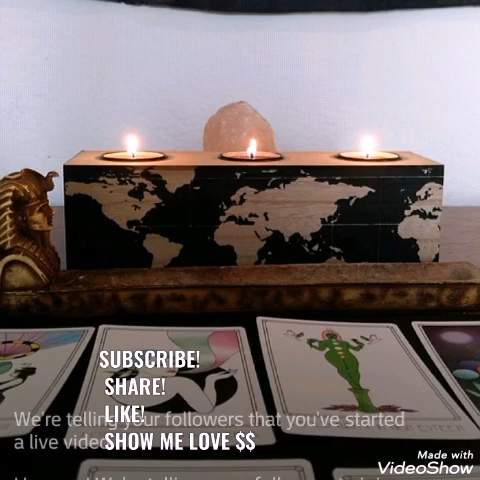 SUBSCRIBE!
SHARE!
LIKE!
We're telling your followers that you've started
a live video
SHOW ME LOVE $$
Made with
VideoShow